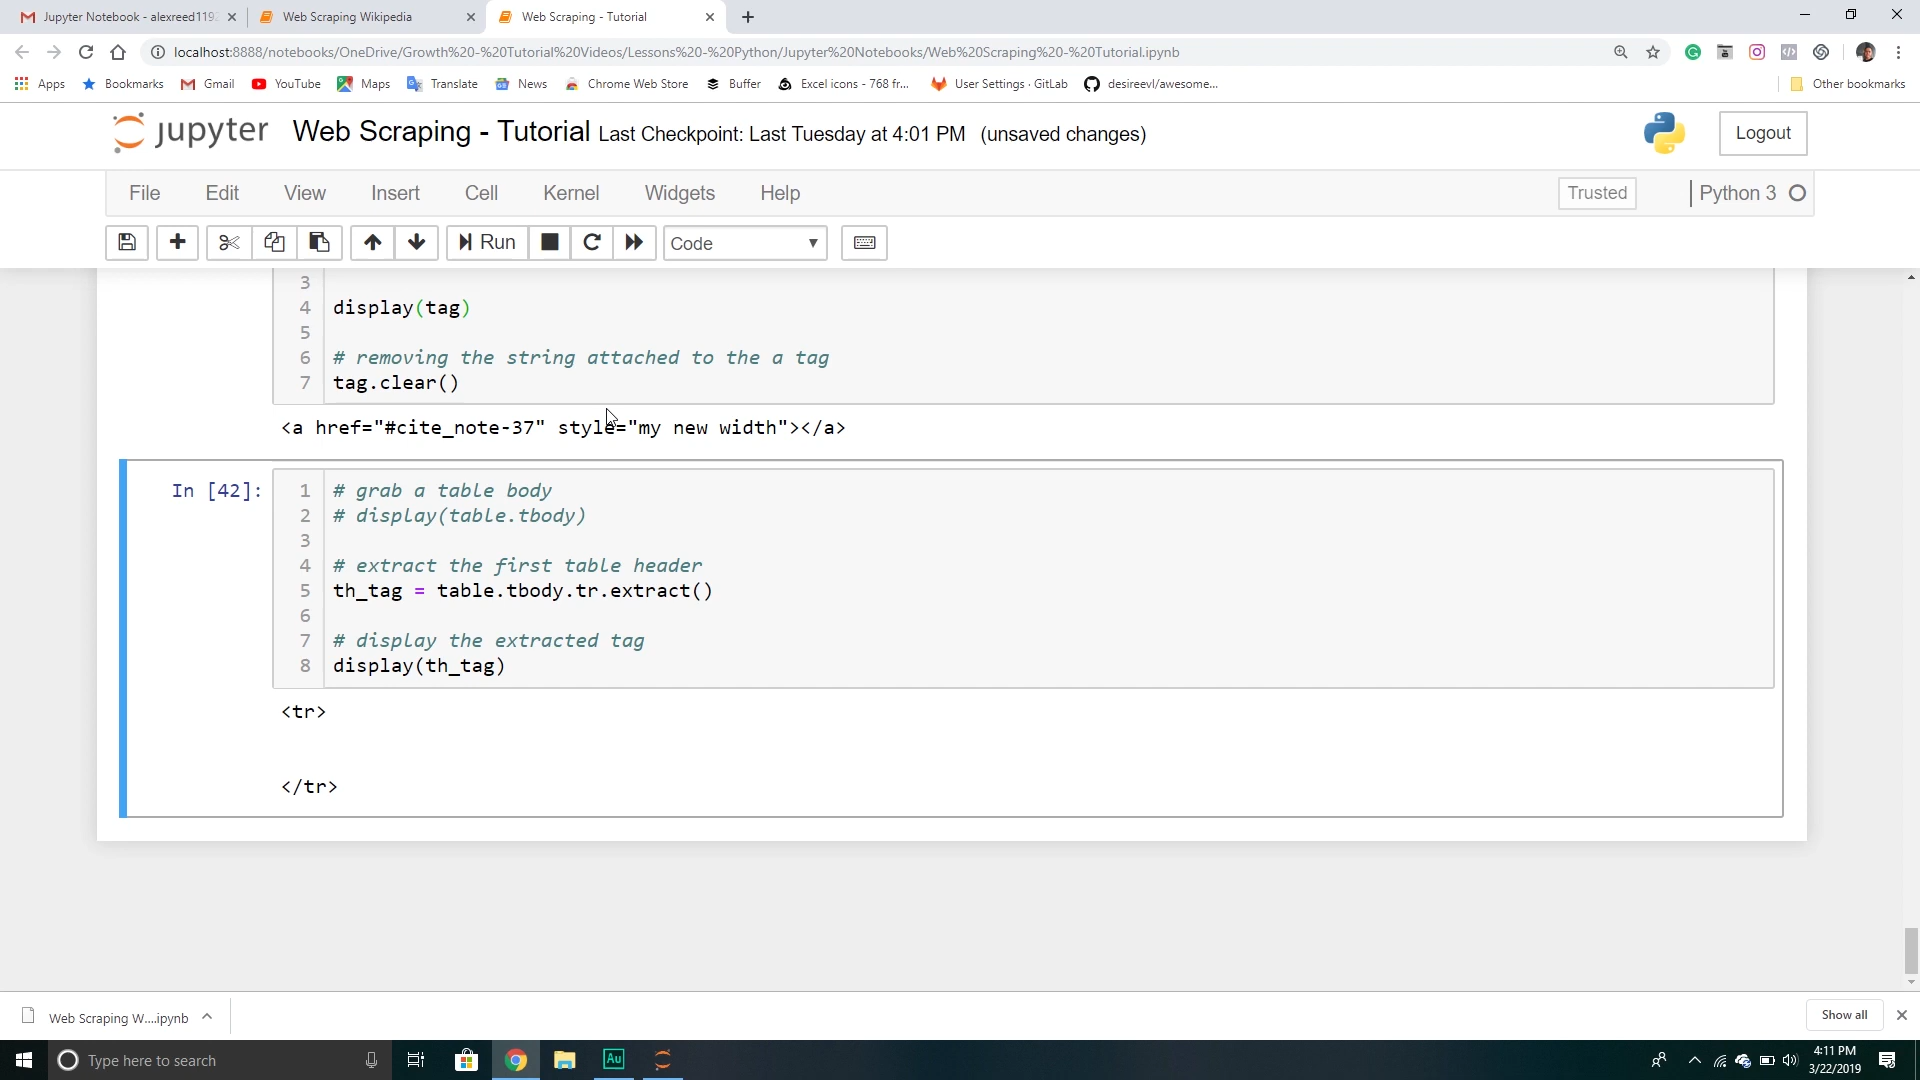 Jupyter Notebook - alexreed119
Web Scraping Wikipedia
Web Scraping - Tutorial
localhost:8888/notebooks/OneDrive/Growth%20-%20Tutorial%20Videos/Lessons%20-%20Python/Jupyter%20Notebooks/Web%20Scraping%20-%20Tutorial.ipynb
Apps
Bookmarks
Gmail
YouTube
Maps
Translate
News
Chrome Web Store
Buffer
Excel icons - 768 fr...
User Settings · GitLab
desireevl/awesome...
Other bookmarks
jupyter
Web Scraping - Tutorial Last Checkpoint: Last Tuesday at 4:01 PM (unsaved changes)
Logout
File Edit View Insert Cell Kernel Widgets Help
Trusted
Python 3
Run
Code
3
4 display(tag)
5
6 # removing the string attached to the a tag
7 tag.clear()
<a href="#cite_note-37" style="my new width"></a>
In [42]:
1 # grab a table body
2 # display(table.tbody)
3
4 # extract the first table header
5 th_tag = table.tbody.tr.extract()
6
7 # display the extracted tag
8 display(th_tag)
<tr>
</tr>
Web Scraping W....ipynb
Show all
Type here to search
Au
4:11 PM
3/22/2019